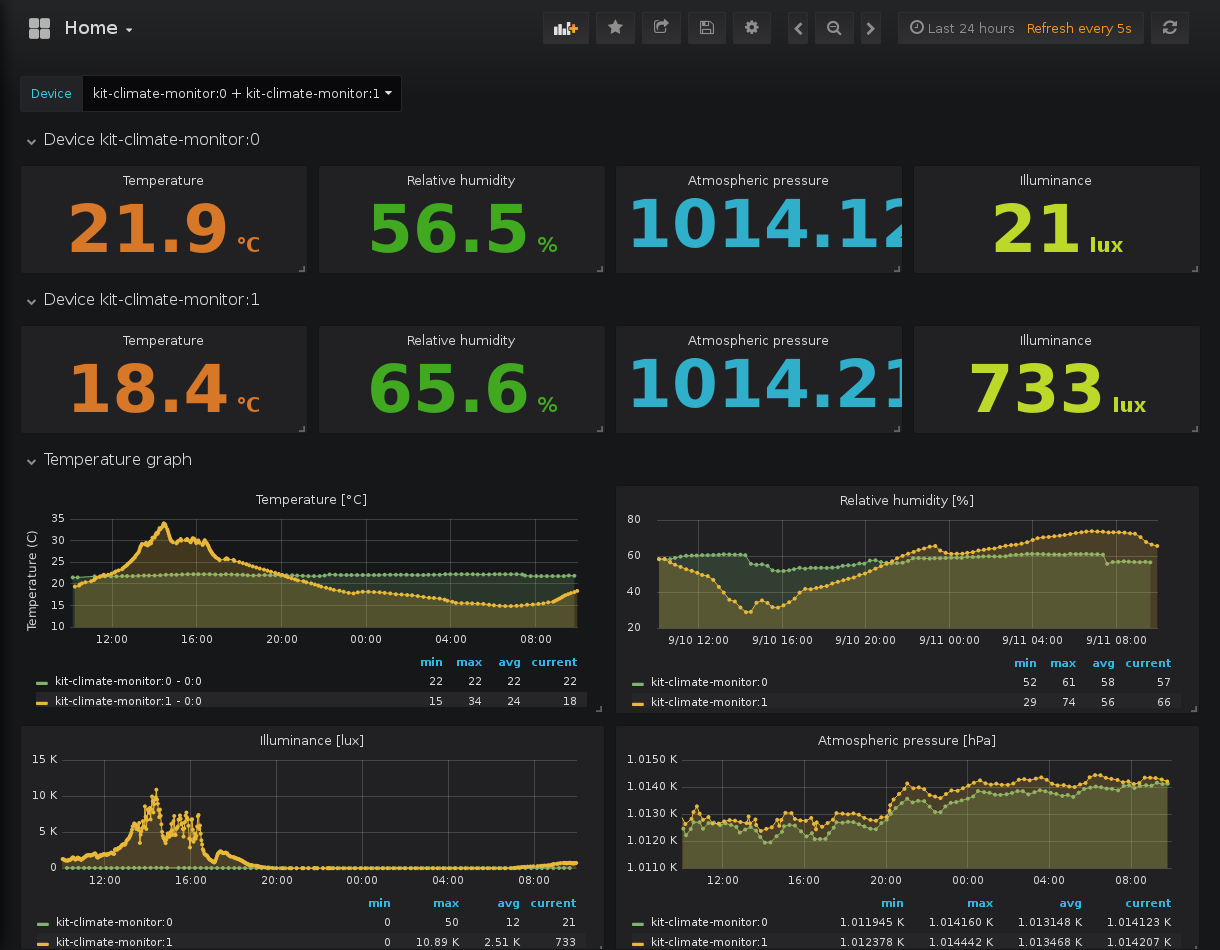 Home
Last 24 hours Refresh every 5s
Device kit-climate-monitor:0 + kit-climate-monitor:1
Device kit-climate-monitor:0
Temperature Relative humidity Atmospheric pressure Illuminance
21.9 °C 56.5 % 1014.12 21 lux
Device kit-climate-monitor:1
Temperature Relative humidity Atmospheric pressure Illuminance
18.4 °C 65.6 % 1014.21 733 lux
Temperature graph
Temperature [°C]
Temperature (C)
35
30
25
20
15
10
12:00 16:00 20:00 00:00 04:00 08:00
min max avg current
kit-climate-monitor:0 - 0:0 22 22 22 22
kit-climate-monitor:1 - 0:0 15 34 24 18
Relative humidity [%]
80
60
40
20
9/10 12:00 9/10 16:00 9/10 20:00 9/11 00:00 9/11 04:00 9/11 08:00
min max avg current
kit-climate-monitor:0 52 61 58 57
kit-climate-monitor:1 29 74 56 66
Illuminance [lux]
15 K
10 K
5 K
0
12:00 16:00 20:00 00:00 04:00 08:00
min max avg current
kit-climate-monitor:0 0 50 12 21
kit-climate-monitor:1 0 10.89 K 2.51 K 733
Atmospheric pressure [hPa]
1.0150 K
1.0140 K
1.0130 K
1.0120 K
1.0110 K
12:00 16:00 20:00 00:00 04:00 08:00
min max avg current
kit-climate-monitor:0 1.011945 K 1.014160 K 1.013148 K 1.014123 K
kit-climate-monitor:1 1.012378 K 1.014442 K 1.013468 K 1.014207 K